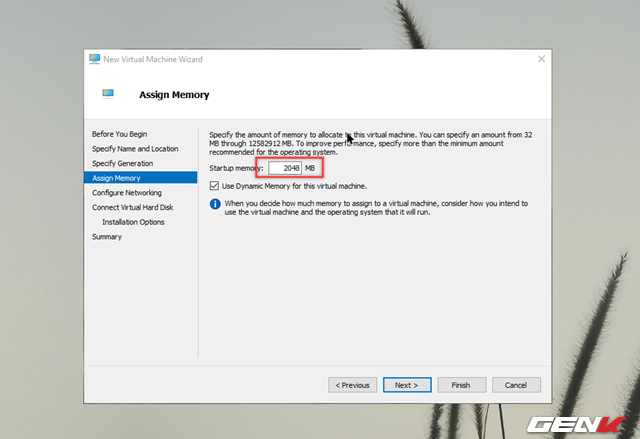 New Virtual Machine Wizard
Assign Memory
Before You Begin
Specify Name and Location
Specify Generation
Assign Memory
Configure Networking
Connect Virtual Hard Disk
Installation Options
Summary
Specify the amount of memory to allocate to this virtual machine. You can specify an amount from 32
MB through 12582912 MB. To improve performance, specify more than the minimum amount
recommended for the operating system.
Startup memory: 2048 MB
Use Dynamic Memory for this virtual machine.
When you decide how much memory to assign to a virtual machine, consider how you intend to
use the virtual machine and the operating system that it will run.
< Previous Next > Finish Cancel
GENK